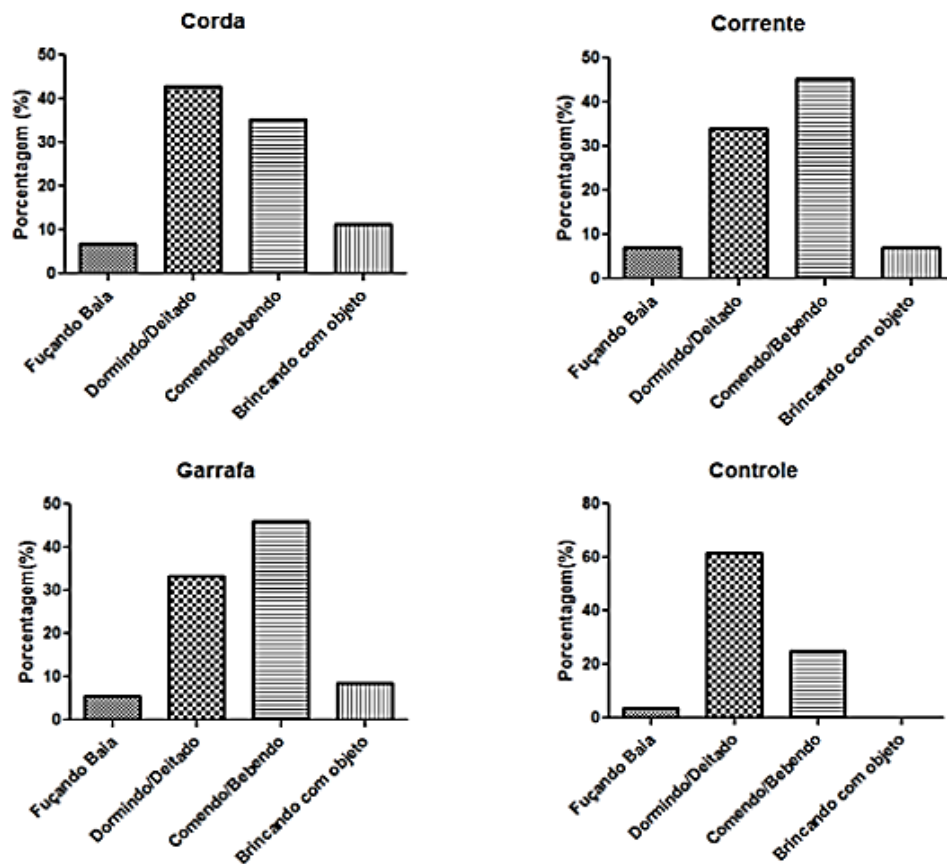 Corda
Porcentagem (%)
50
40
30
20
10
0
Fuçando Baia
Dormindo/Deitado
Comendo/Bebendo
Brincando com objeto
Corrente
Porcentagem(%)
50
40
30
20
10
0
Fuçando Baia
Dormindo/Deitado
Comendo/Bebendo
Brincando com objeto
Garrafa
Porcentagem(%)
50
40
30
20
10
0
Fuçando Baia
Dormindo/Deitado
Comendo/Bebendo
Brincando com objeto
Controle
Porcentagem(%)
80
60
40
20
0
Fuçando Baia
Dormindo/Deitado
Comendo/Bebendo
Brincando com objeto